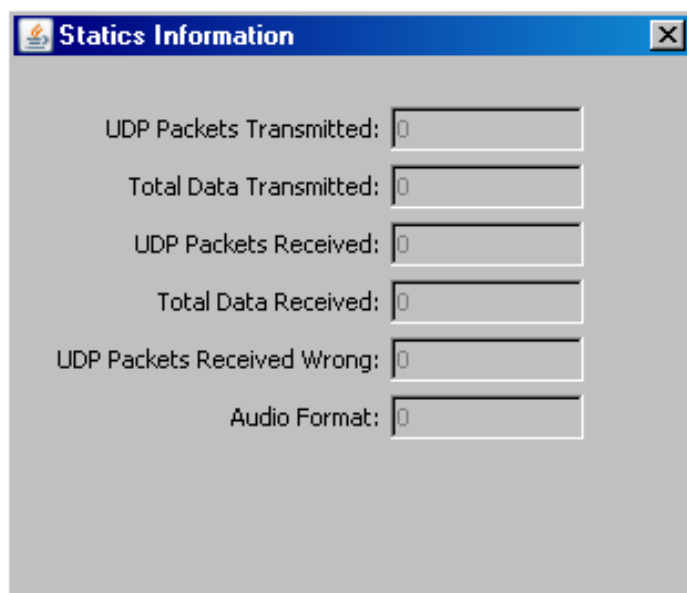 Statics Information
UDP Packets Transmitted: 0
Total Data Transmitted: 0
UDP Packets Received: 0
Total Data Received: 0
UDP Packets Received Wrong: 0
Audio Format: 0